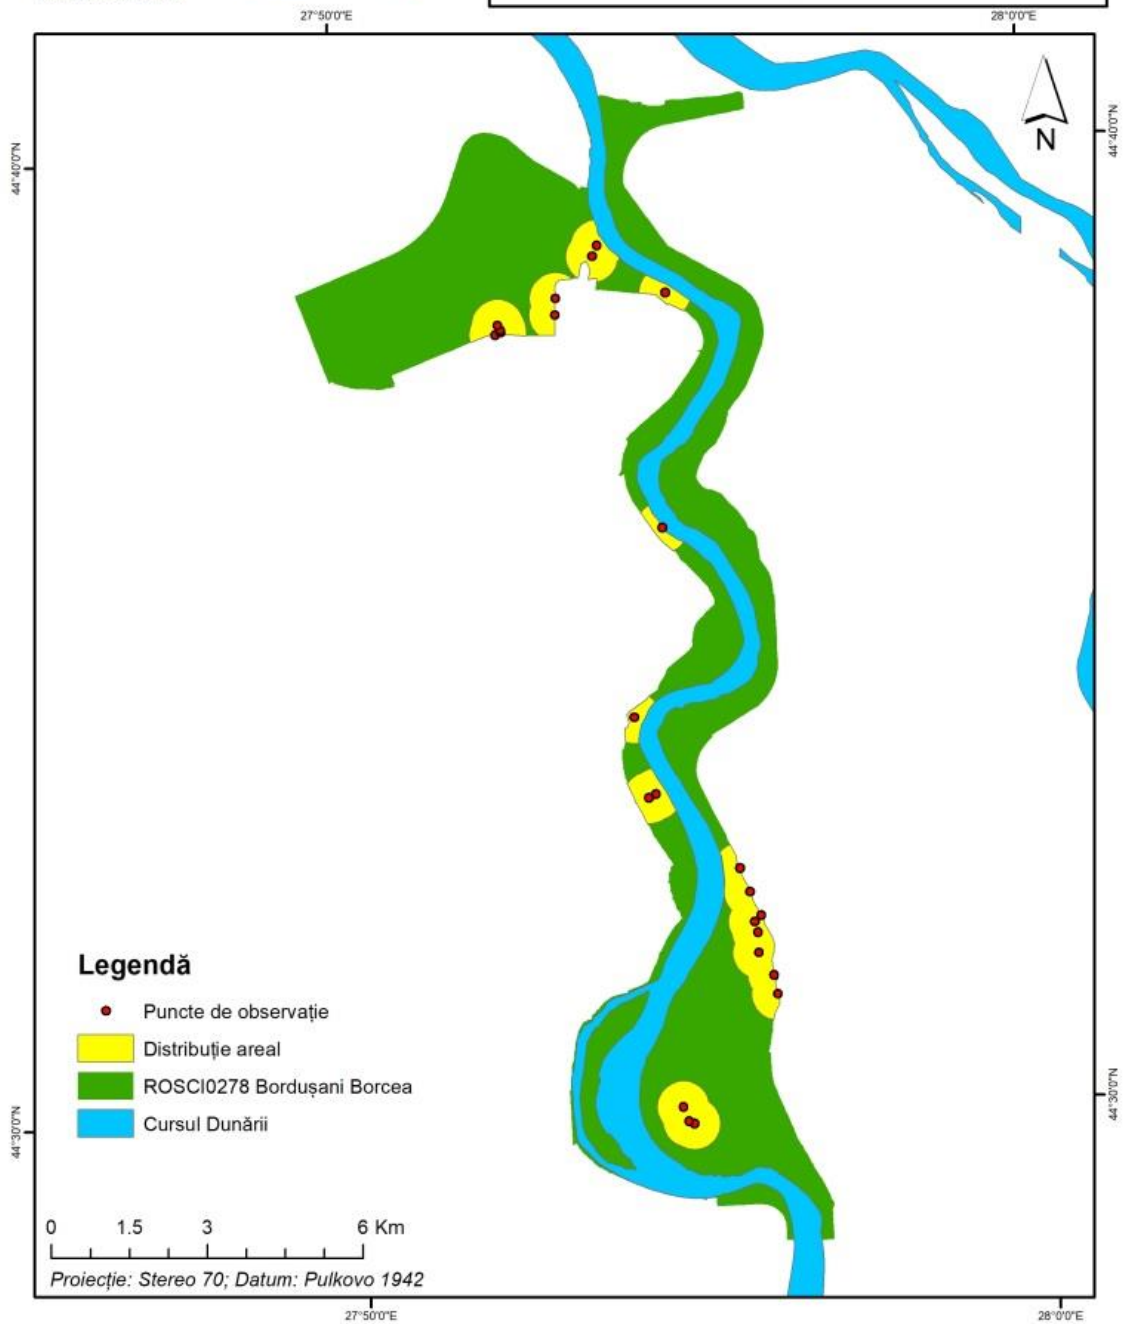 27°50'0"E 28°0'0"E
44°40'0"N
44°40'0"N
N
Legendă
Puncte de observație
Distribuție areal
ROSCI0278 Bordușani Borcea
Cursul Dunării
44°30'0"N
44°30'0"N
0 1.5 3 6 Km
Proiecție: Stereo 70; Datum: Pulkovo 1942
27°50'0"E 28°0'0"E